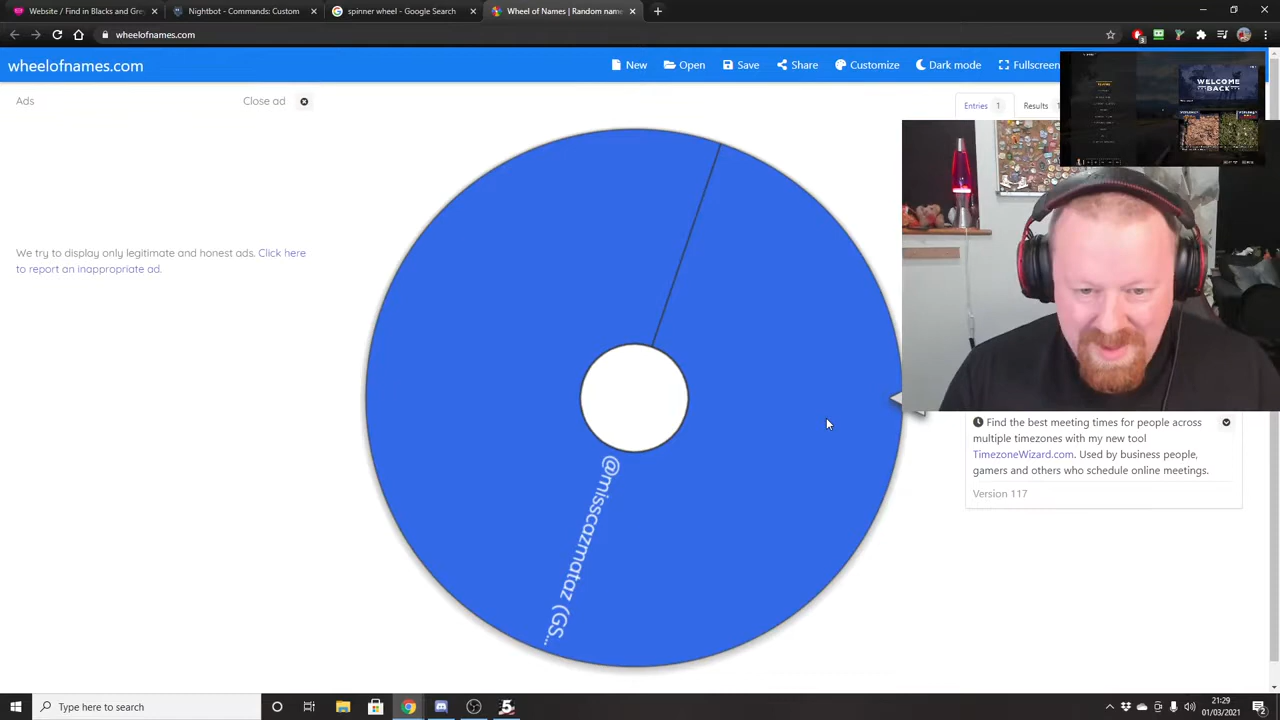 Website / Find in Blacks and Gre
Nightbot - Commands: Custom
spinner wheel - Google Search
Wheel of Names | Random name
wheelofnames.com
3
wheelofnames.com
New
Open
Save
Share
Customize
Dark mode
Fullscreen
Ads
Close ad
Entries 1
Results
WELCOME
BACK
We try to display only legitimate and honest ads. Click here
to report an inappropriate ad.
@misscazmataz (GS...
Find the best meeting times for people across
multiple timezones with my new tool
TimezoneWizard.com. Used by business people,
gamers and others who schedule online meetings.
Version 117
Type here to search
21:29
01/03/2021
2